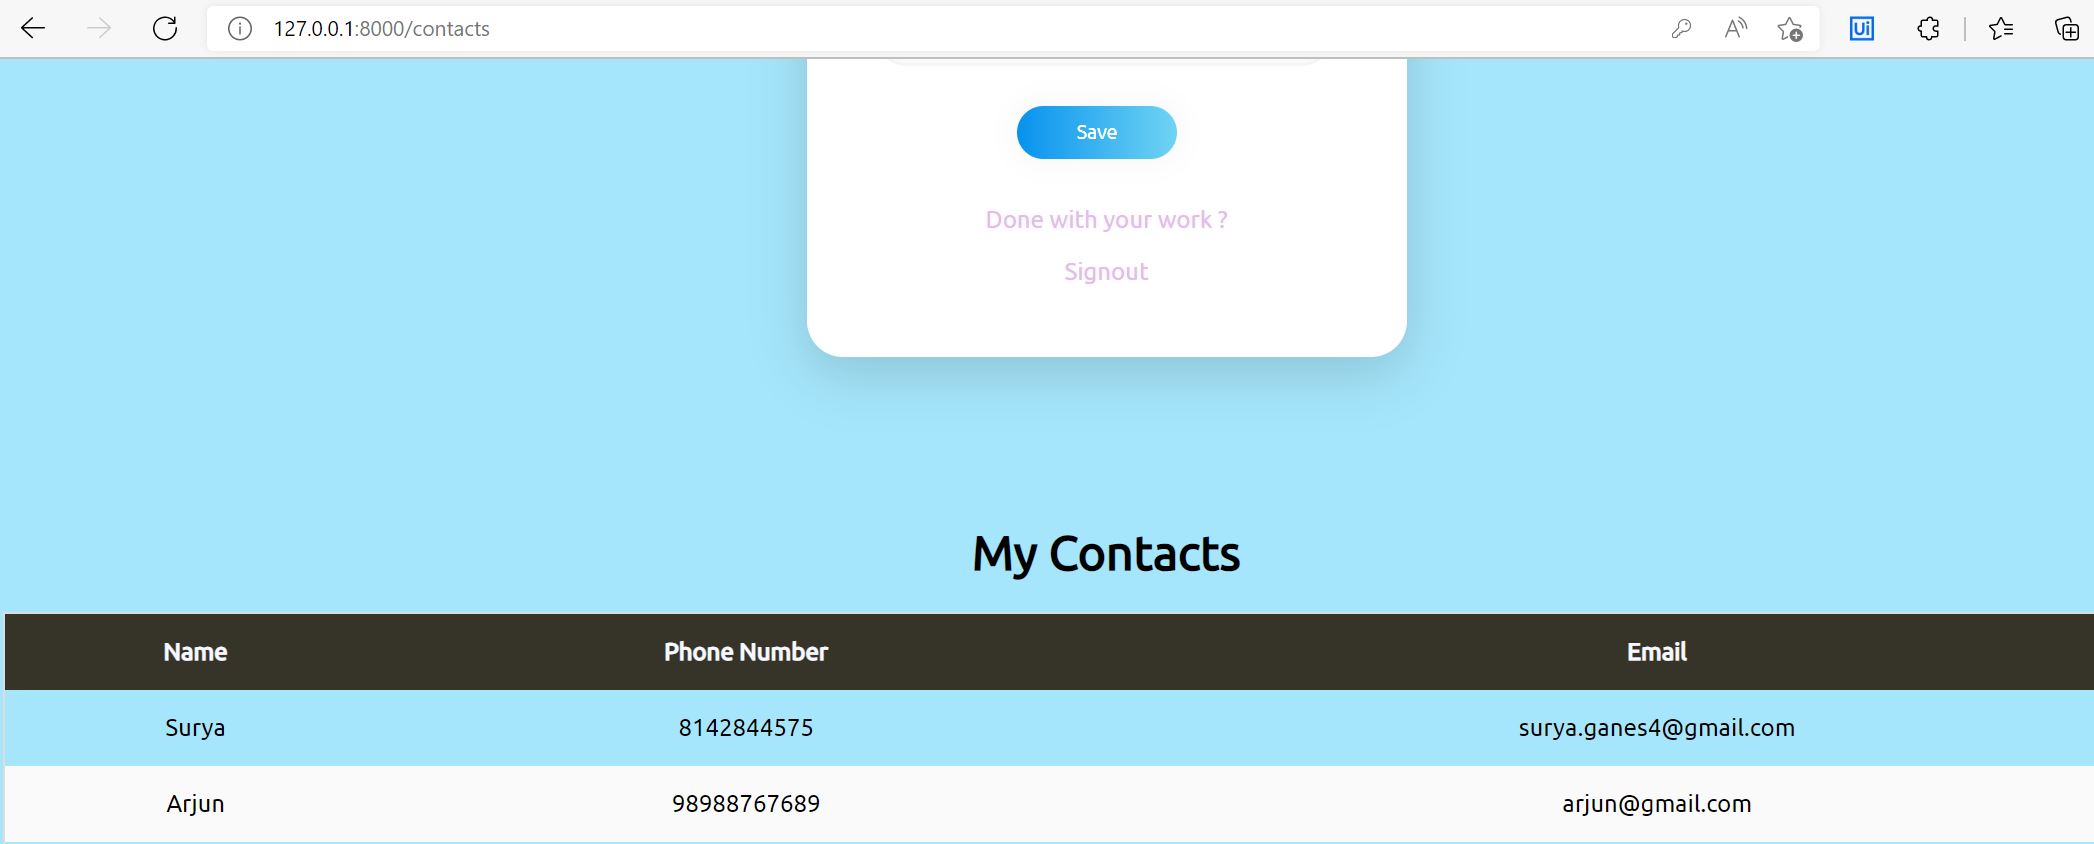 127.0.0.1:8000/contacts
Ui
Save
Done with your work ?
Signout
My Contacts
Name Phone Number Email
Surya 8142844575 surya.ganes4@gmail.com
Arjun 98988767689 arjun@gmail.com